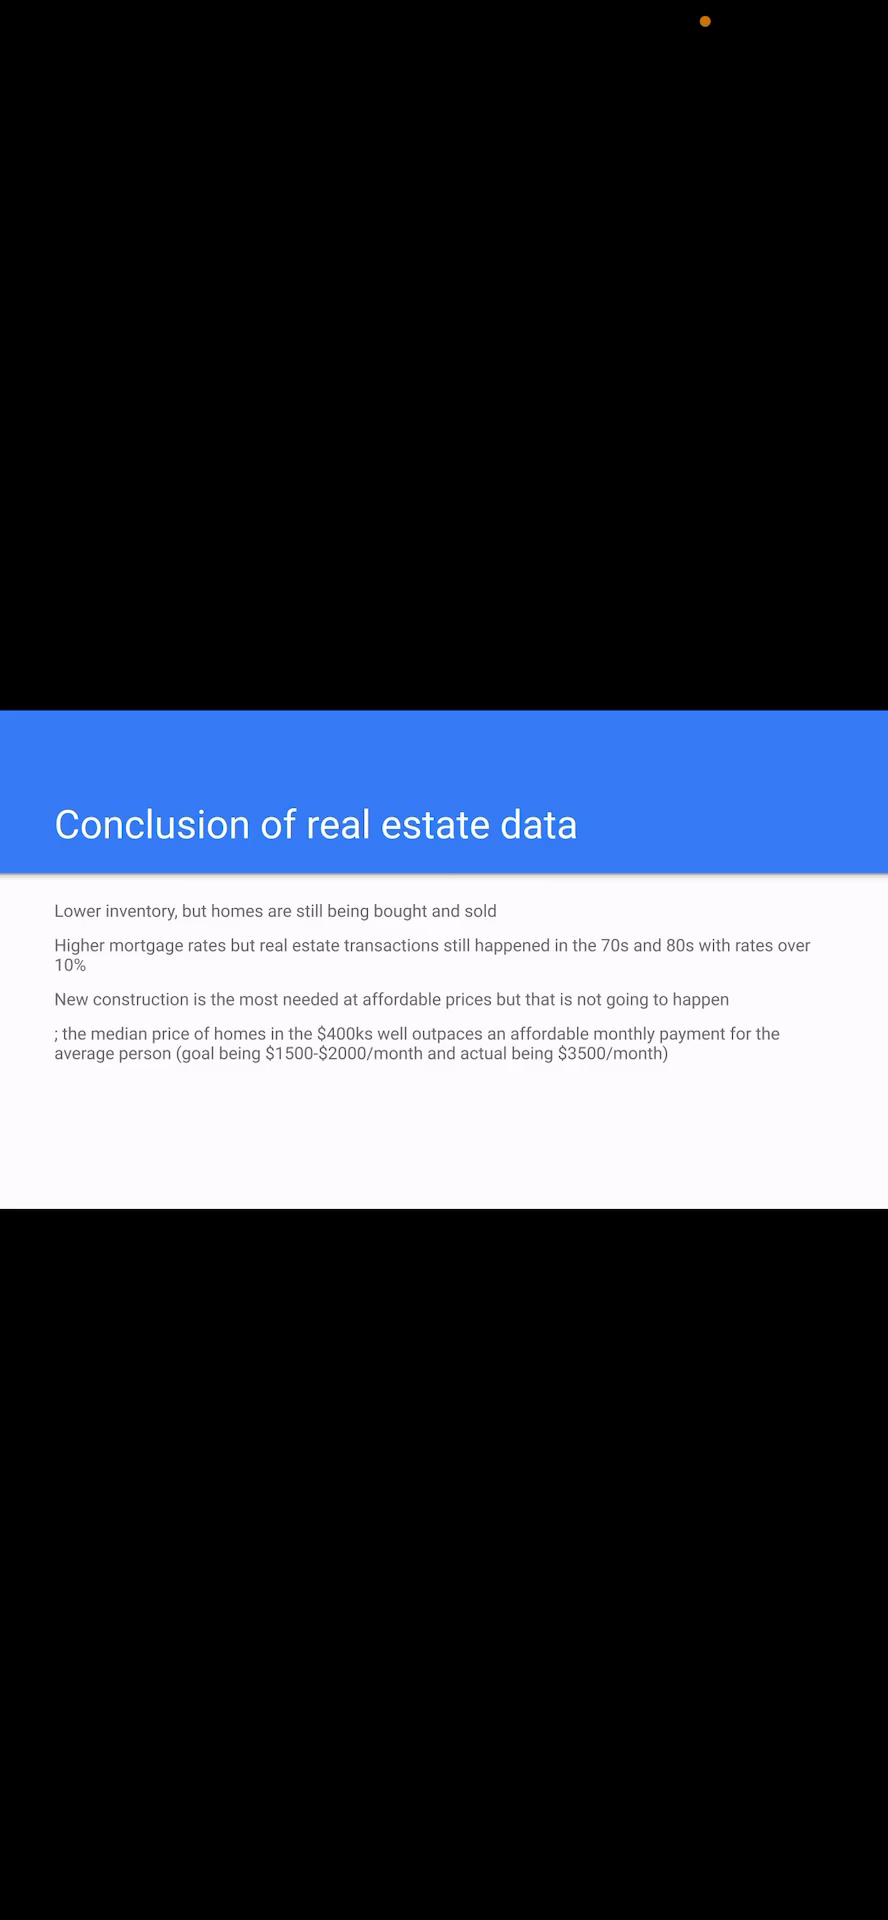 Conclusion of real estate data
Lower inventory, but homes are still being bought and sold
Higher mortgage rates but real estate transactions still happened in the 70s and 80s with rates over
10%
New construction is the most needed at affordable prices but that is not going to happen
; the median price of homes in the $400ks well outpaces an affordable monthly payment for the
average person (goal being $1500-$2000/month and actual being $3500/month)